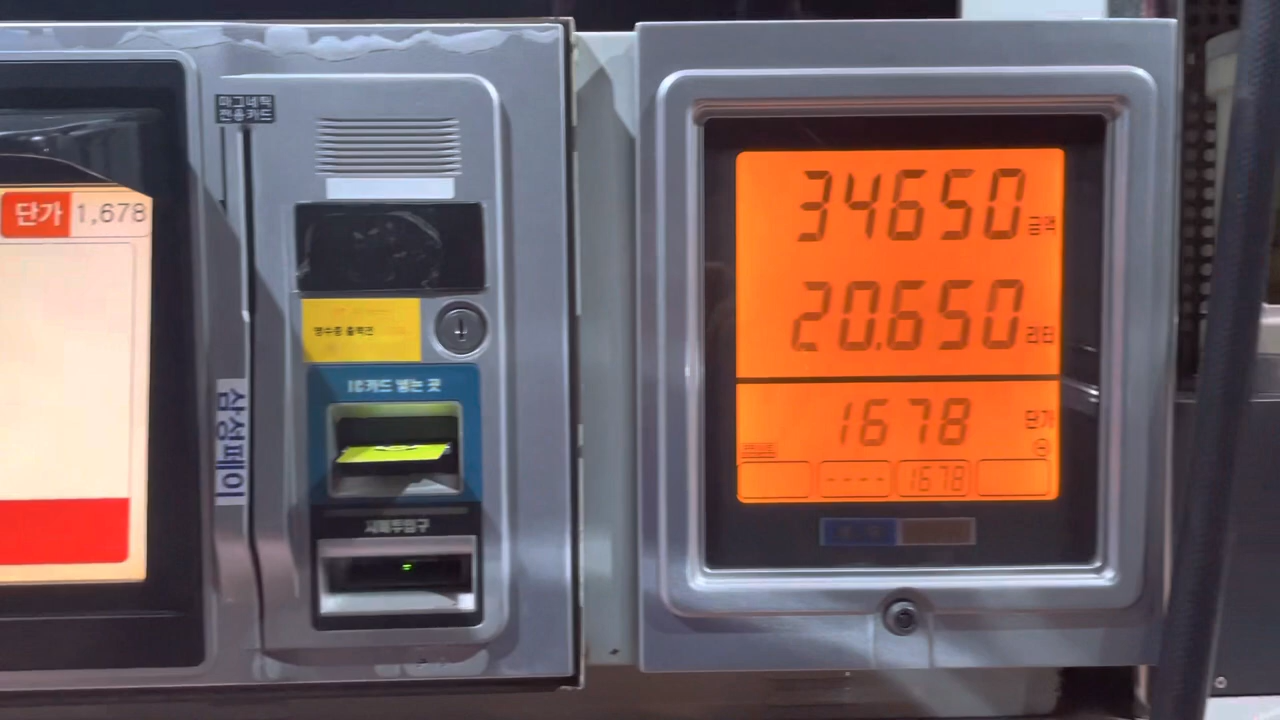 마그네틱
전용카드
단가 1,678
영수증 출력전
IC카드 넣는 곳
삼성페이
지폐투입구
34650 금액
20.650 리터
1678 단가
---- 1678